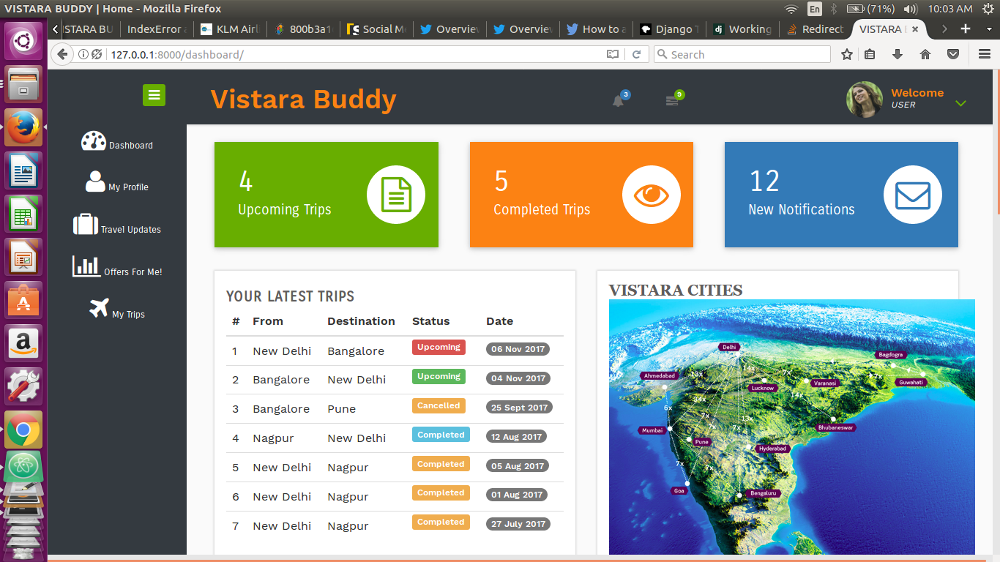 VISTARA BUDDY | Home - Mozilla Firefox
En (71%) 10:03 AM
ISTARA BU IndexError KLM Airl 800b3a1 Social M Overview Overview How to a Django T Working Redirect VISTARA
127.0.0.1:8000/dashboard/
Search
Vistara Buddy
3
9
Welcome
USER
Dashboard
My Profile
Travel Updates
Offers For Me!
My Trips
4
Upcoming Trips
5
Completed Trips
12
New Notifications
YOUR LATEST TRIPS
# From Destination Status Date
1 New Delhi Bangalore Upcoming 06 Nov 2017
2 Bangalore New Delhi Upcoming 04 Nov 2017
3 Bangalore Pune Cancelled 25 Sept 2017
4 Nagpur New Delhi Completed 12 Aug 2017
5 New Delhi Nagpur Completed 05 Aug 2017
6 New Delhi Nagpur Completed 01 Aug 2017
7 New Delhi Nagpur Completed 27 July 2017
VISTARA CITIES
Delhi
Bagdogra
Ahmedabad
Lucknow
Varanasi
Guwahati
Mumbai
Bhubaneswar
Pune
Hyderabad
Goa
Bengaluru
14x
7x
14x
6x
34x
7x
13x
7x
7x
7x
7x